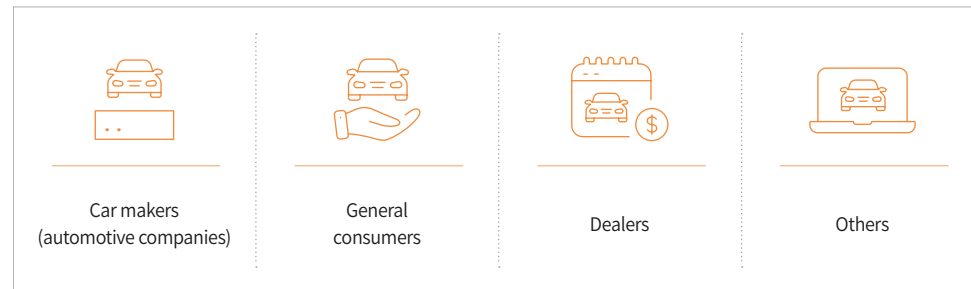 Car makers
(automotive companies)
General
consumers
$
Dealers
Others